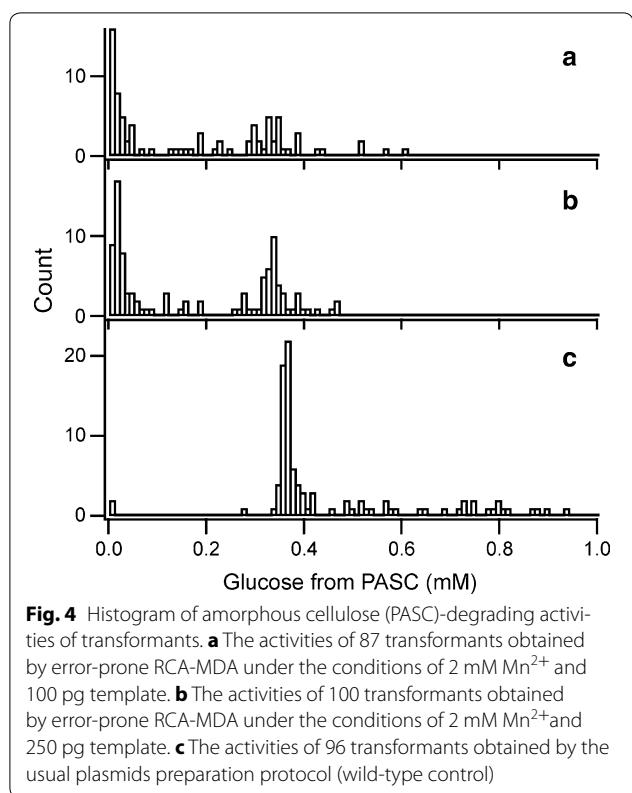 a
10
0
b
10
0
Count
c
20
10
0
0.0 0.2 0.4 0.6 0.8 1.0
Glucose from PASC (mM)
Fig. 4 Histogram of amorphous cellulose (PASC)-degrading activi-
ties of transformants. a The activities of 87 transformants obtained
by error-prone RCA-MDA under the conditions of 2 mM Mn2+ and
100 pg template. b The activities of 100 transformants obtained
by error-prone RCA-MDA under the conditions of 2 mM Mn2+and
250 pg template. c The activities of 96 transformants obtained by the
usual plasmids preparation protocol (wild-type control)